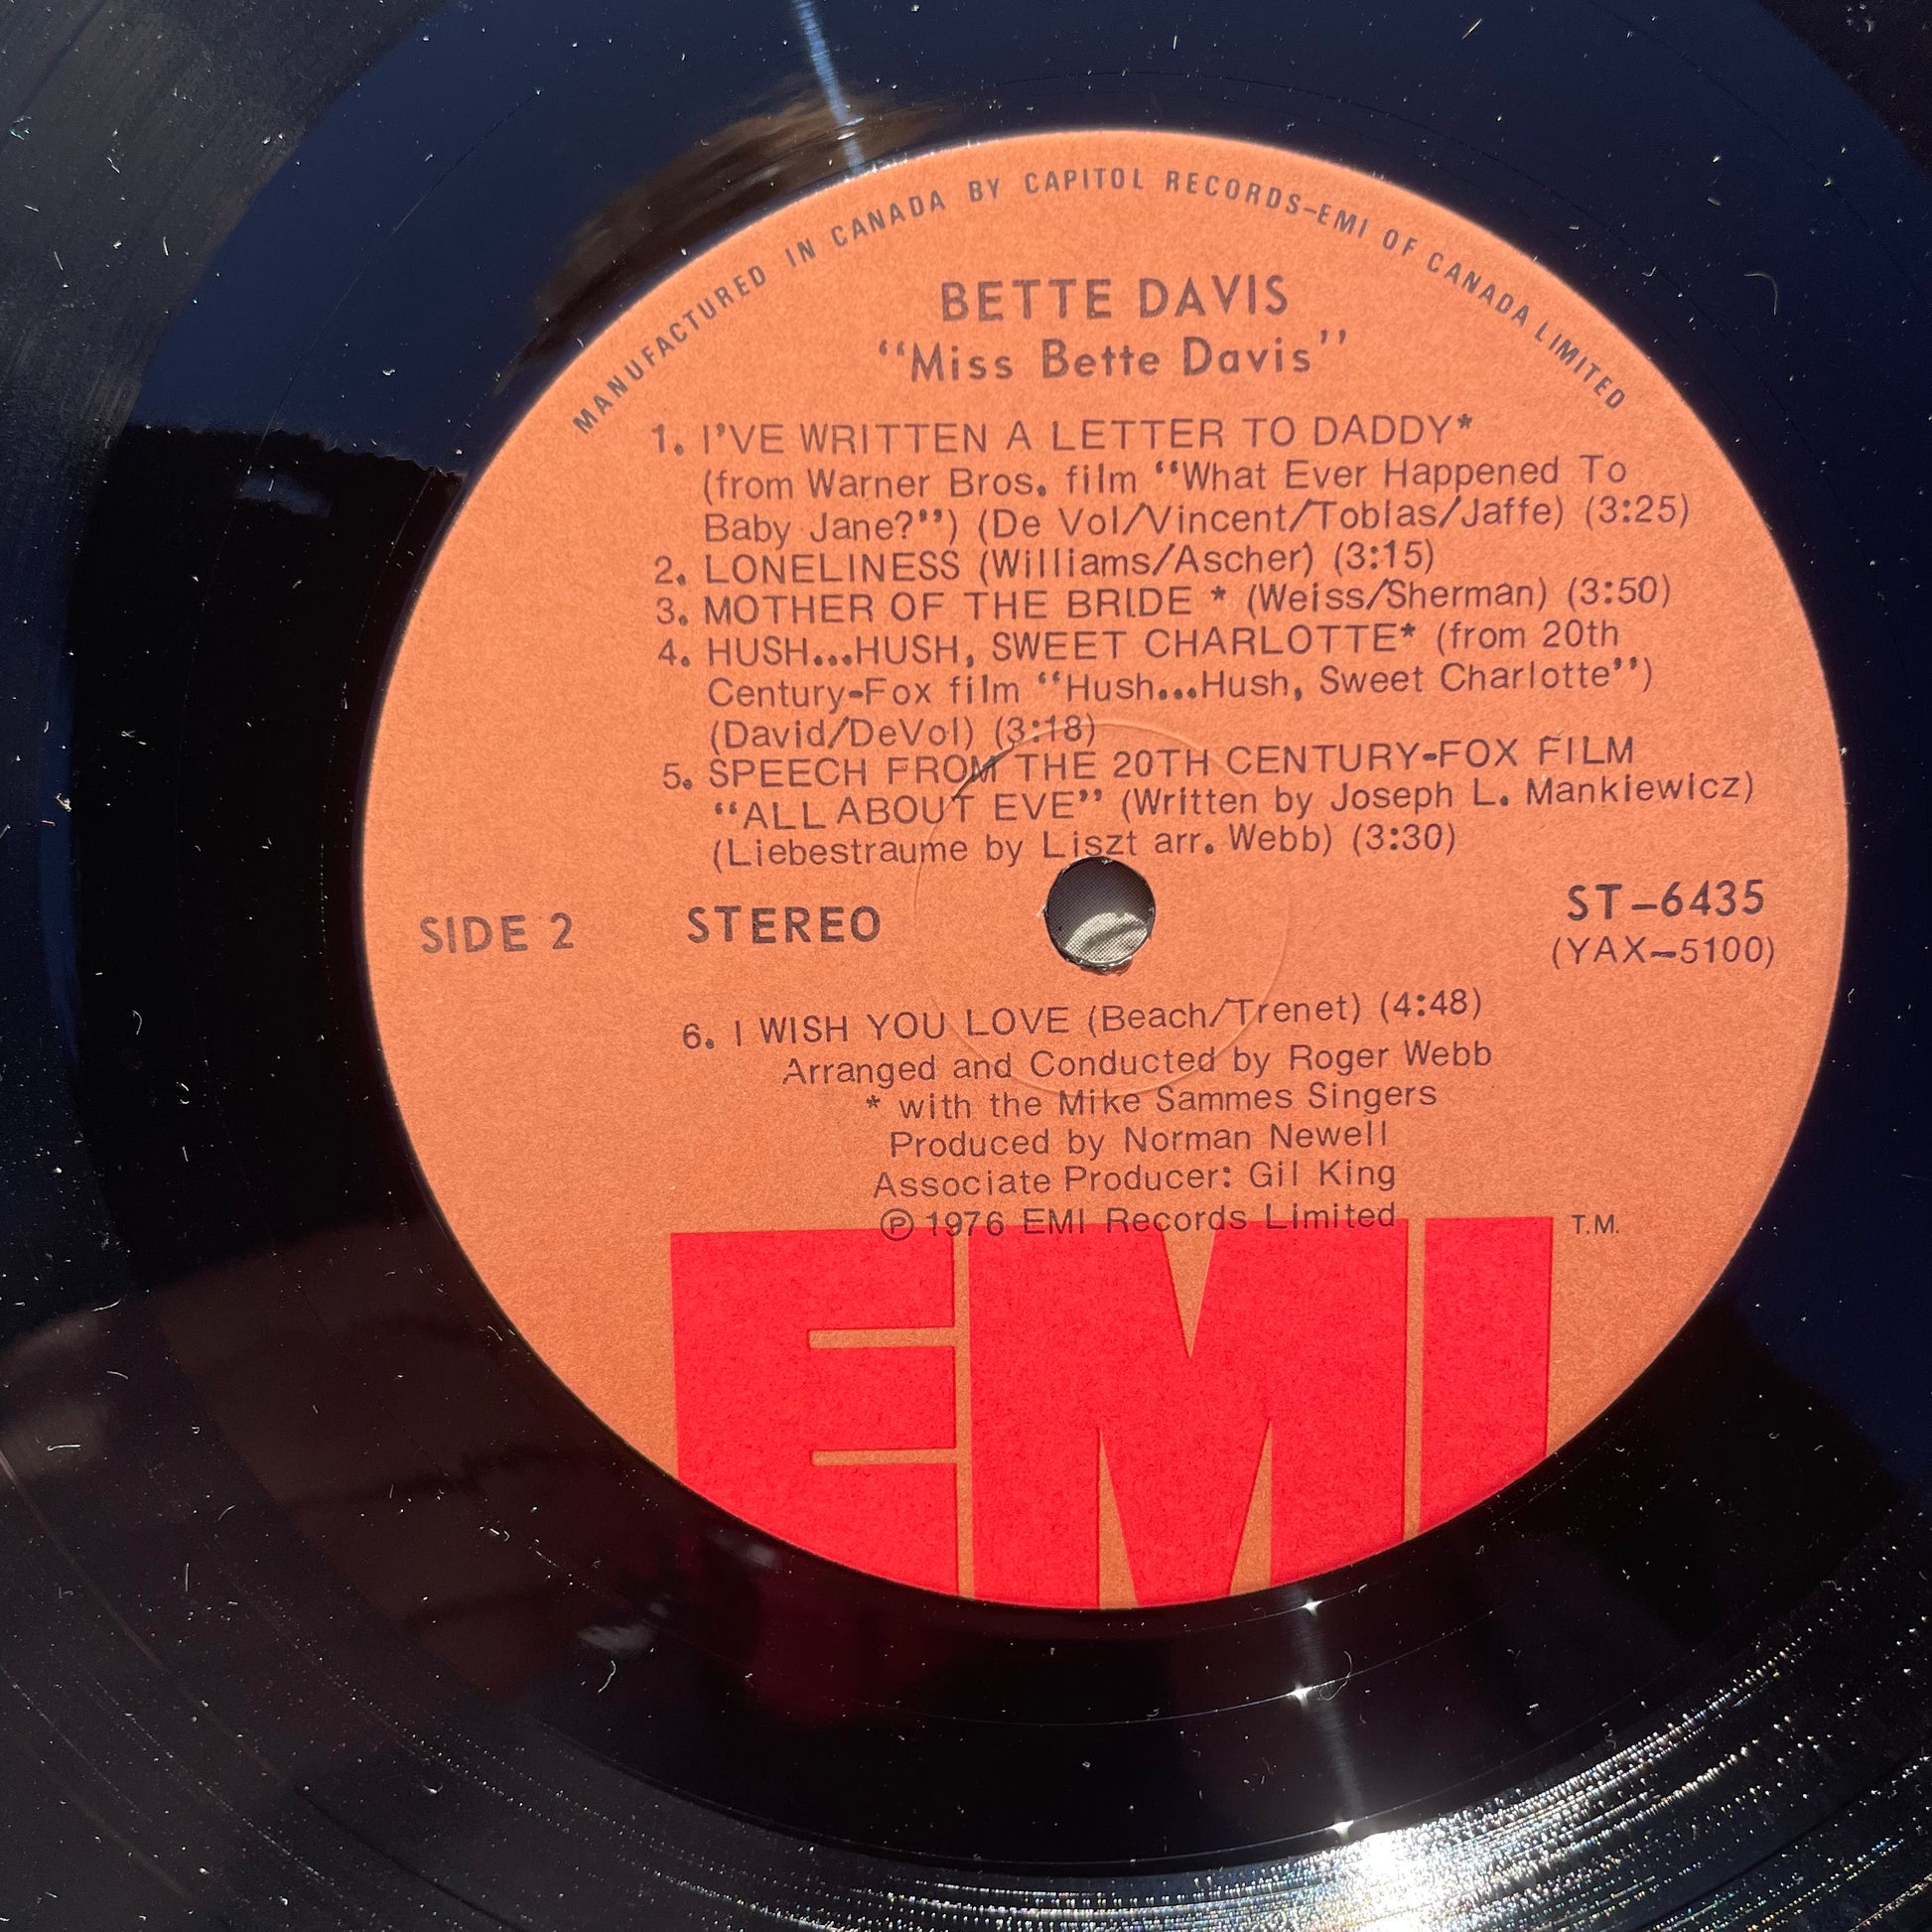 MANUFACTURED IN CANADA BY CAPITOL RECORDS-EMI OF CANADA LIMITED
BETTE DAVIS
“Miss Bette Davis”
1. I'VE WRITTEN A LETTER TO DADDY*
(from Warner Bros. film “What Ever Happened To
Baby Jane?”) (De Vol/Vincent/Tobias/Jaffe) (3:25)
2. LONELINESS (Williams/Ascher) (3:15)
3. MOTHER OF THE BRIDE * (Weiss/Sherman) (3:50)
4. HUSH...HUSH, SWEET CHARLOTTE* (from 20th
Century-Fox film “Hush...Hush, Sweet Charlotte”)
(David/DeVol) (3:18)
5. SPEECH FROM THE 20TH CENTURY-FOX FILM
“ALL ABOUT EVE” (Written by Joseph L. Mankiewicz)
(Liebestraume by Liszt arr. Webb) (3:30)
SIDE 2 STEREO ST-6435
(YAX-5100)
6. I WISH YOU LOVE (Beach/Trenet) (4:48)
Arranged and Conducted by Roger Webb
* with the Mike Sammes Singers
Produced by Norman Newell
Associate Producer: Gil King
Ⓟ 1976 EMI Records Limited
EMI T.M.